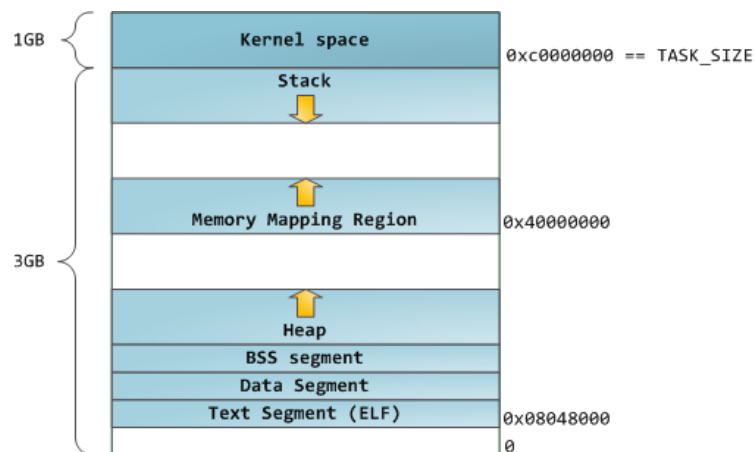 1GB
Kernel space
0xc0000000 == TASK_SIZE
Stack
Memory Mapping Region
0x40000000
3GB
Heap
BSS segment
Data Segment
Text Segment (ELF)
0x08048000
0